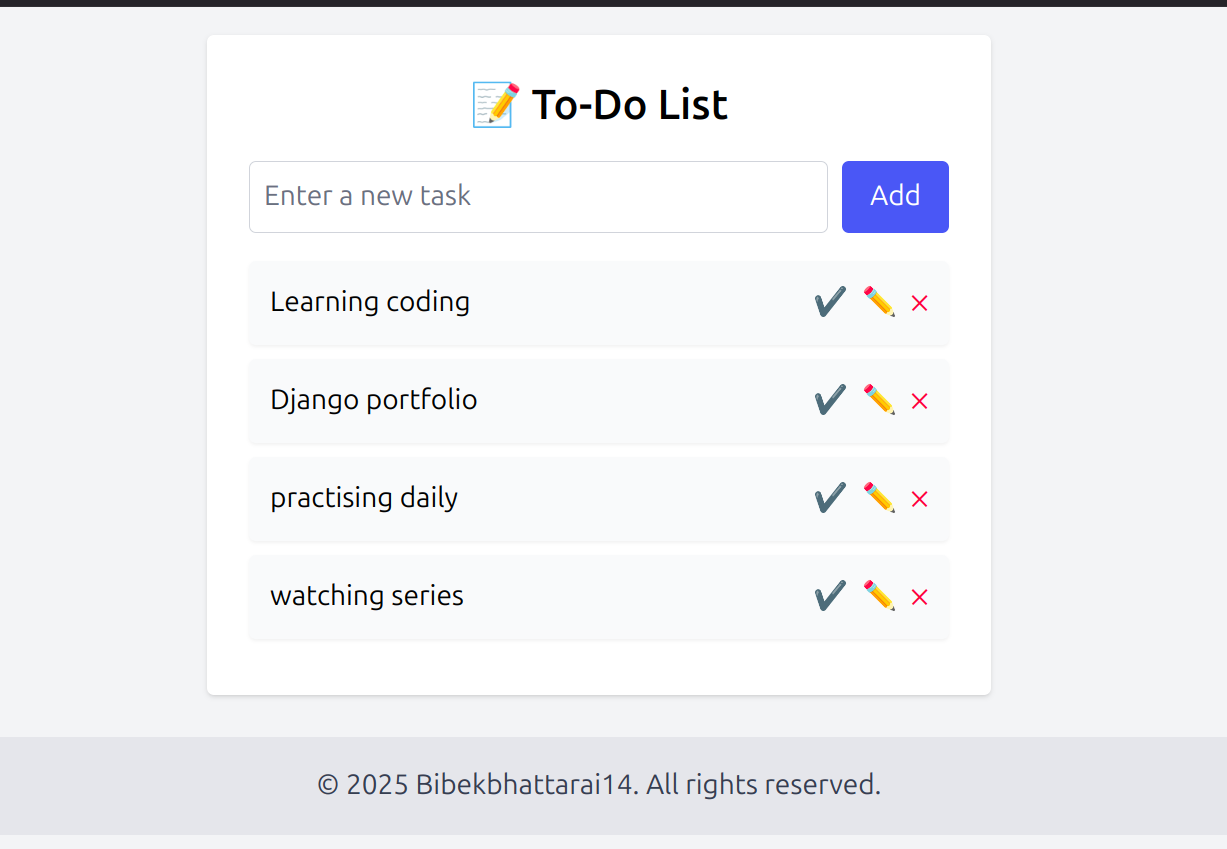 📝 To-Do List
Enter a new task
Add
Learning coding ✔️ ✏️ ×
Django portfolio ✔️ ✏️ ×
practising daily ✔️ ✏️ ×
watching series ✔️ ✏️ ×
© 2025 Bibekbhattarai14. All rights reserved.